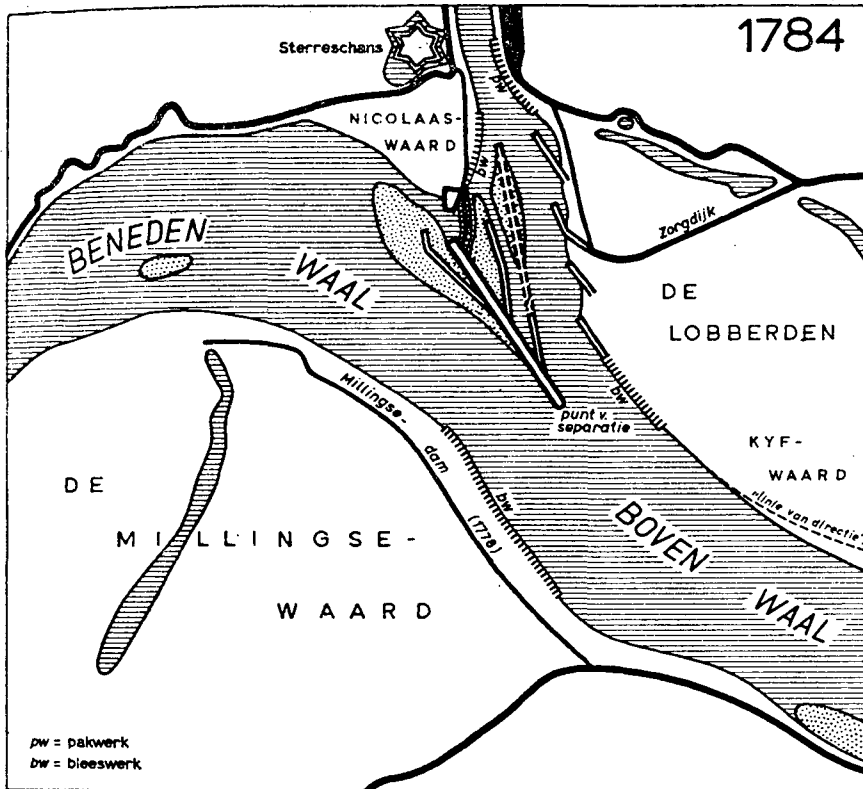 1784
Sterreschans
pw
NICOLAAS-
WAARD
bw
Zorgdijk
BENEDEN
WAAL
DE
LOBBERDEN
Millingse-
dam
(1778)
punt v.
separatie
bw
KYF-
WAARD
"linie van directie"
bw
DE
MILLINGSE-
WAARD
BOVEN
WAAL
pw = pakwerk
bw = bleeswerk